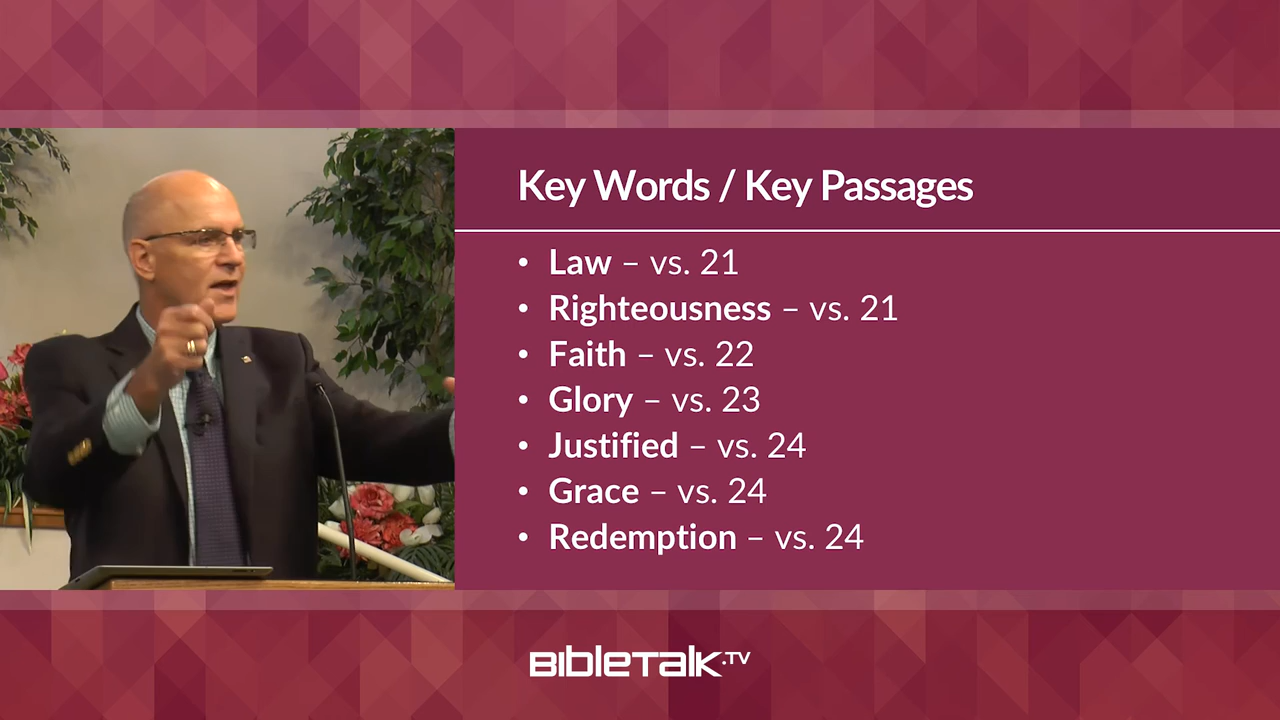 Key Words / Key Passages
• Law – vs. 21
• Righteousness – vs. 21
• Faith – vs. 22
• Glory – vs. 23
• Justified – vs. 24
• Grace – vs. 24
• Redemption – vs. 24
BIBLETALK.TV